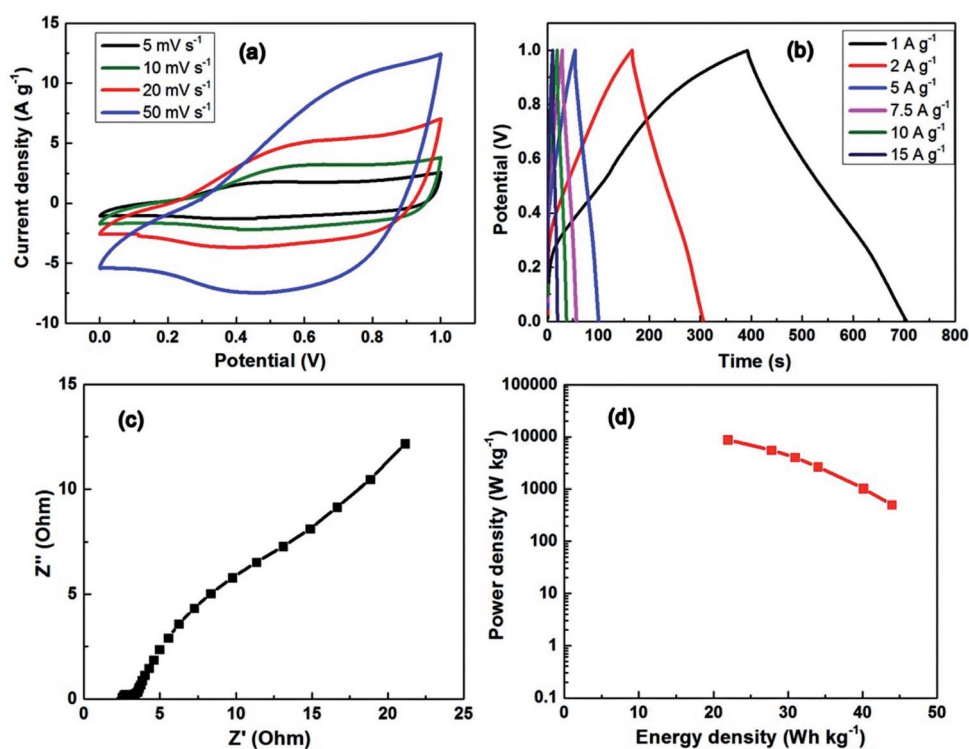 (a)
5 mV s⁻¹
10 mV s⁻¹
20 mV s⁻¹
50 mV s⁻¹
Current density (A g⁻¹)
15
10
5
0
-5
-10
0.0 0.2 0.4 0.6 0.8 1.0
Potential (V)
(b)
1 A g⁻¹
2 A g⁻¹
5 A g⁻¹
7.5 A g⁻¹
10 A g⁻¹
15 A g⁻¹
Potential (V)
1.0
0.8
0.6
0.4
0.2
0.0
0 100 200 300 400 500 600 700 800
Time (s)
(c)
Z'' (Ohm)
15
10
5
0
0 5 10 15 20 25
Z' (Ohm)
(d)
Power density (W kg⁻¹)
100000
10000
1000
100
10
1
0.1
0 10 20 30 40 50
Energy density (Wh kg⁻¹)